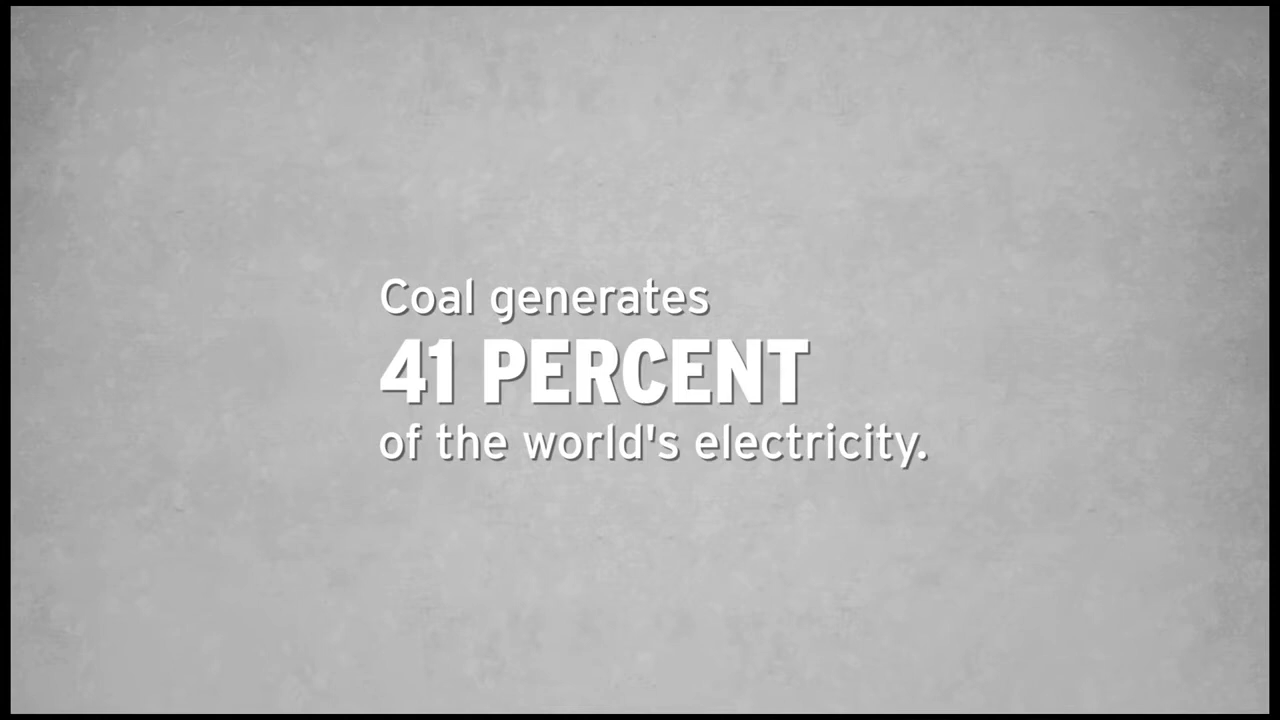 Coal generates
41 PERCENT
of the world's electricity.